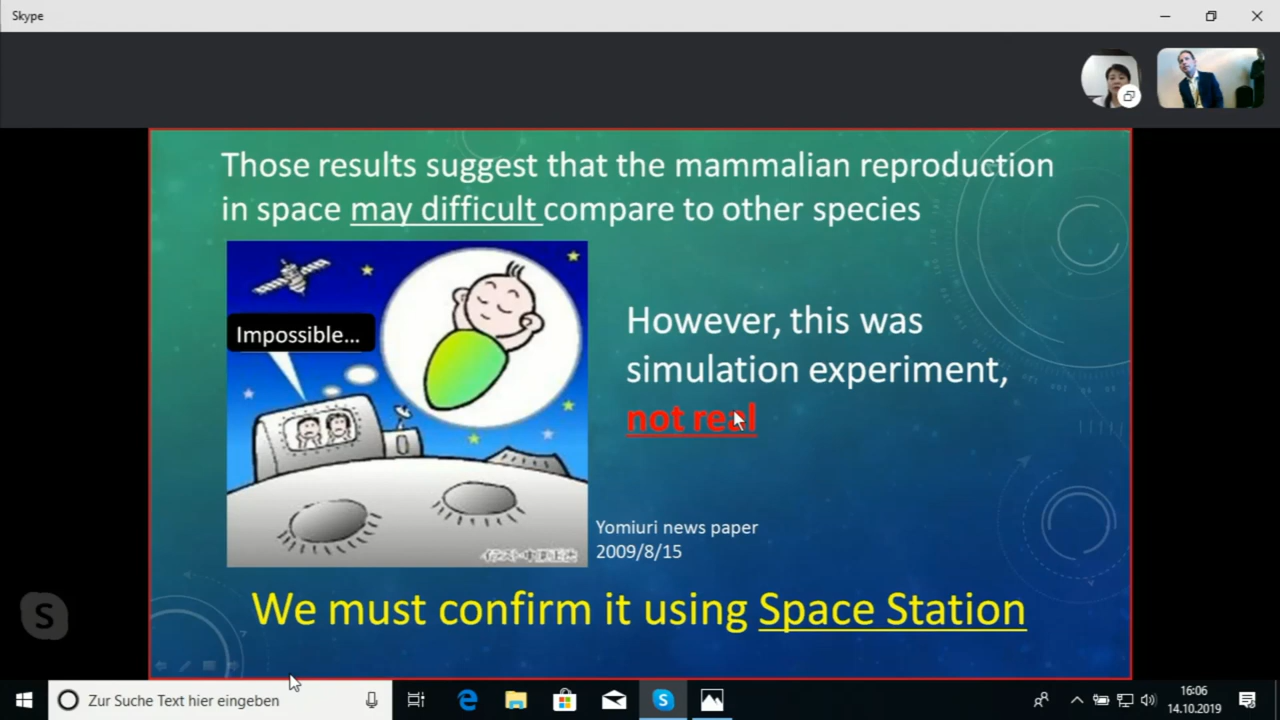 Skype
Those results suggest that the mammalian reproduction
in space may difficult compare to other species
Impossible...
However, this was
simulation experiment,
not real
Yomiuri news paper
2009/8/15
We must confirm it using Space Station
S
Zur Suche Text hier eingeben
16:06
14.10.2019